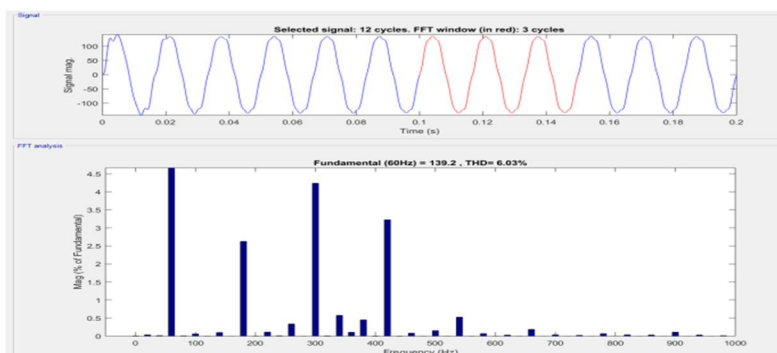 Signal
Selected signal: 12 cycles. FFT window (in red): 3 cycles
Signal mag.
100
50
0
-50
-100
0 0.02 0.04 0.06 0.08 0.1 0.12 0.14 0.16 0.18 0.2
Time (s)
FFT analysis
Fundamental (60Hz) = 139.2 , THD= 6.03%
Mag (% of Fundamental)
4.5
4
3.5
3
2.5
2
1.5
1
0.5
0
0 100 200 300 400 500 600 700 800 900 1000
Frequency (Hz)